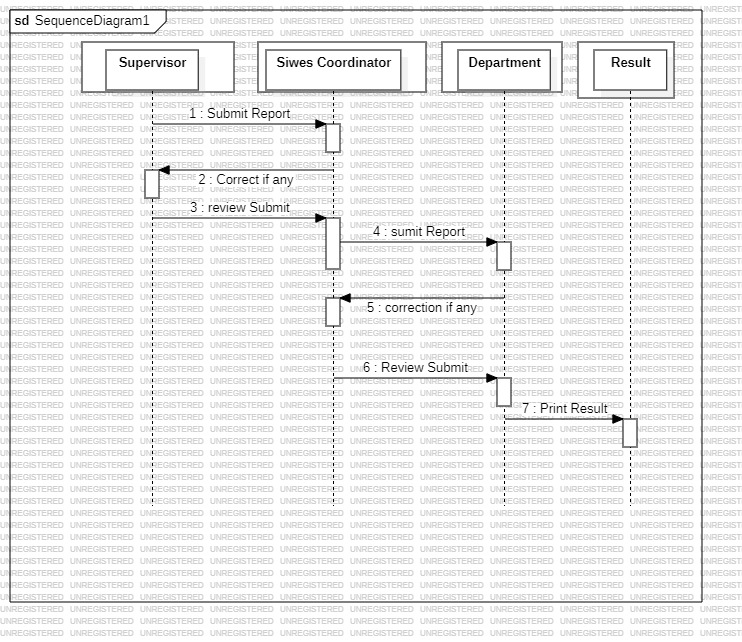 sd SequenceDiagram1
Supervisor
Siwes Coordinator
Department
Result
1 : Submit Report
2 : Correct if any
3 : review Submit
4 : sumit Report
5 : correction if any
6 : Review Submit
7 : Print Result
UNREGISTERED